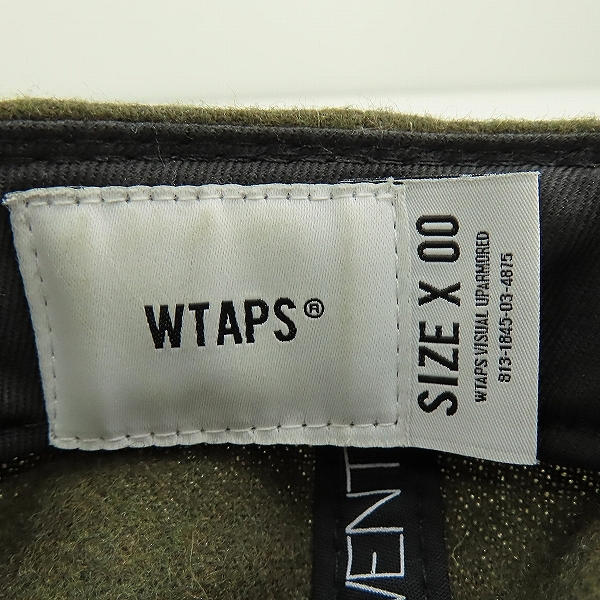 WTAPS®
SIZE X 00
WTAPS VISUAL UPARMORED
813-1845-03-4875
VENT